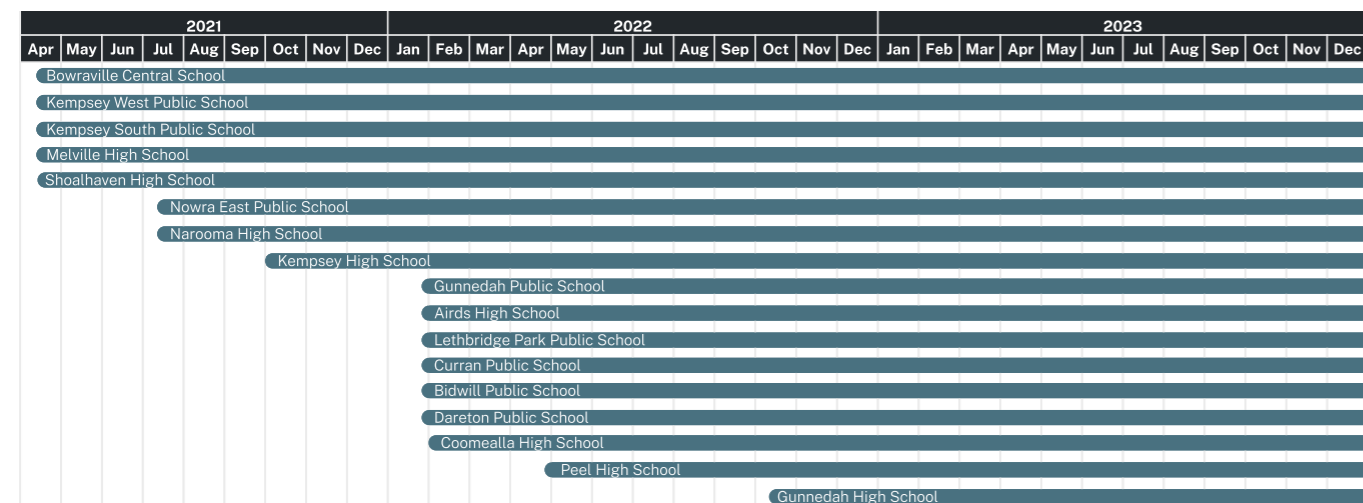 2021 2022 2023
Apr May Jun Jul Aug Sep Oct Nov Dec Jan Feb Mar Apr May Jun Jul Aug Sep Oct Nov Dec Jan Feb Mar Apr May Jun Jul Aug Sep Oct Nov Dec
Bowraville Central School
Kempsey West Public School
Kempsey South Public School
Melville High School
Shoalhaven High School
Nowra East Public School
Narooma High School
Kempsey High School
Gunnedah Public School
Airds High School
Lethbridge Park Public School
Curran Public School
Bidwill Public School
Dareton Public School
Coomealla High School
Peel High School
Gunnedah High School